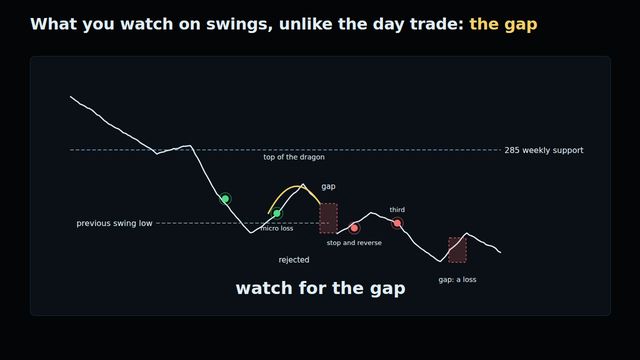 What you watch on swings, unlike the day trade: the gap
285 weekly support
top of the dragon
gap
third
previous swing low
micro loss
stop and reverse
rejected
gap: a loss
watch for the gap